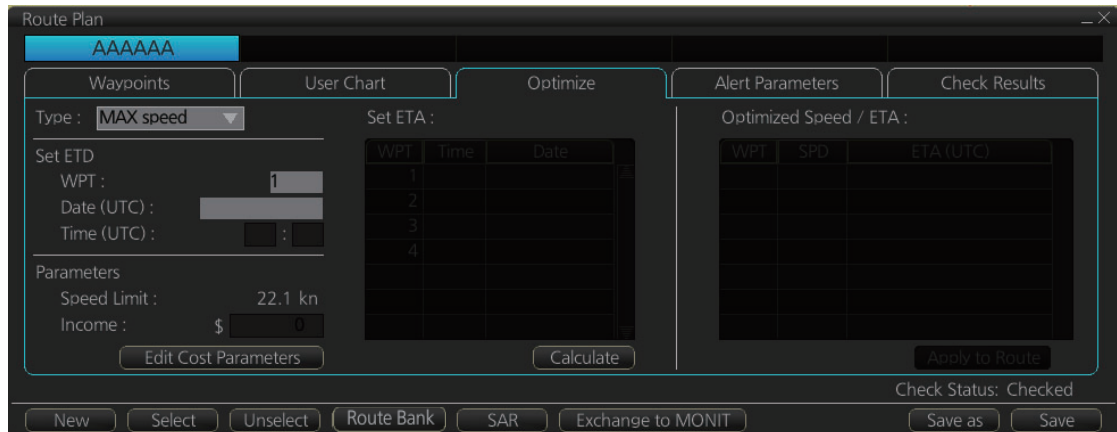 Route Plan
AAAAAA
Waypoints User Chart Optimize Alert Parameters Check Results
Type : MAX speed
Set ETD
WPT : 1
Date (UTC) :
Time (UTC) : :
Parameters
Speed Limit : 22.1 kn
Income : $ 0
Edit Cost Parameters
Set ETA :
WPT Time Date
1
2
3
4
Calculate
Optimized Speed / ETA :
WPT SPD ETA (UTC)
Apply to Route
Check Status: Checked
New Select Unselect Route Bank SAR Exchange to MONIT Save as Save